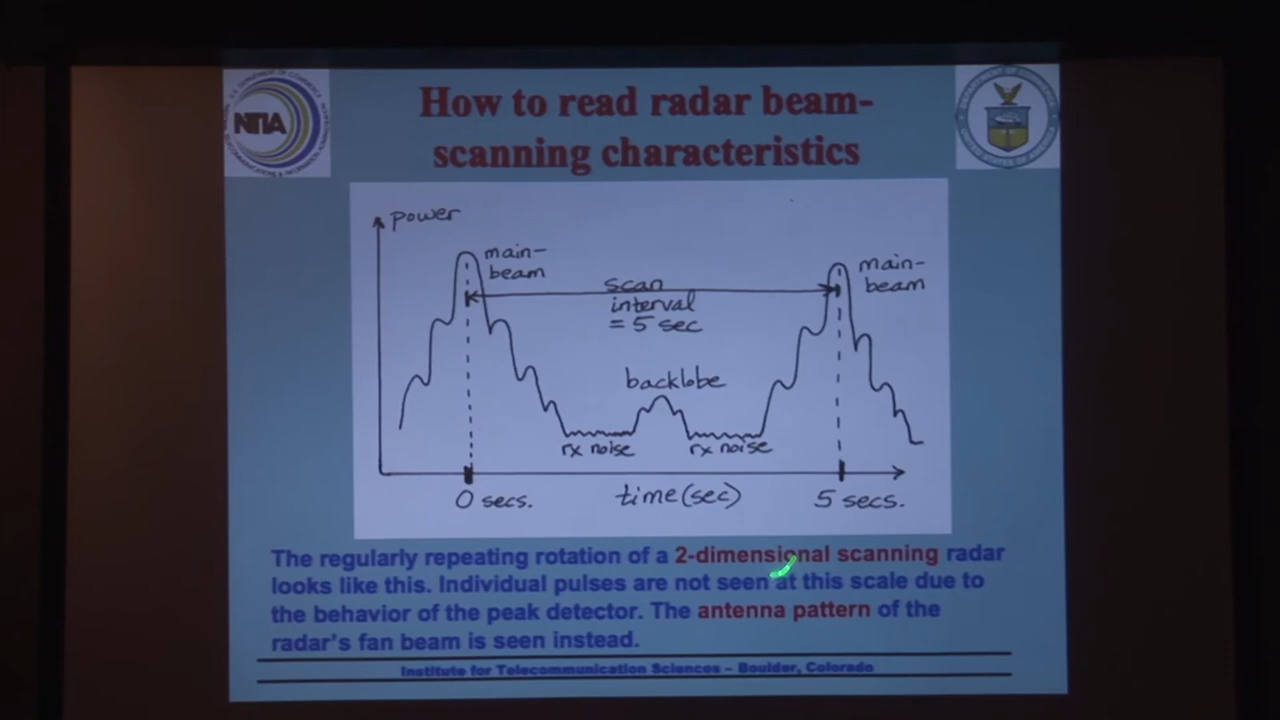 NTIA
How to read radar beam-
scanning characteristics
power
main-
beam
scan
interval
= 5 sec
main-
beam
backlobe
rx noise
rx noise
0 secs.
time (sec)
5 secs.
The regularly repeating rotation of a 2-dimensional scanning radar
looks like this. Individual pulses are not seen at this scale due to
the behavior of the peak detector. The antenna pattern of the
radar's fan beam is seen instead.
Institute for Telecommunication Sciences – Boulder, Colorado